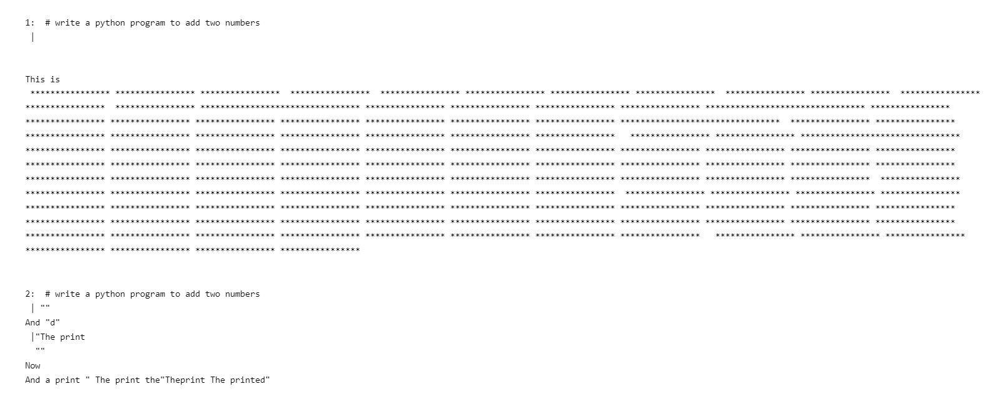 1:  # write a python program to add two numbers
 |
This is
 **************** **************** ****************  ****************  **************** **************** **************** ****************  **************** ****************  ****************
****************  **************** ******************************** **************** **************** **************** **************** ******************************** ****************
**************** **************** **************** **************** **************** **************** **************** ********************************  **************** ****************
**************** **************** **************** **************** **************** **************** ****************   **************** **************** ********************************
**************** **************** **************** **************** **************** **************** **************** **************** **************** **************** ****************
**************** **************** **************** **************** **************** **************** **************** **************** **************** **************** ****************
**************** **************** **************** **************** **************** **************** **************** **************** **************** ****************  ****************
**************** **************** **************** **************** **************** **************** ****************  **************** **************** **************** ****************
**************** **************** **************** **************** **************** **************** **************** **************** **************** **************** ****************
**************** **************** **************** **************** **************** **************** **************** **************** **************** **************** ****************
**************** **************** **************** **************** **************** **************** **************** ****************   **************** **************** ****************
**************** **************** **************** ****************
2:  # write a python program to add two numbers
 | ""
And "d"
 |"The print
  ""
Now
And a print " The print the"Theprint The printed"